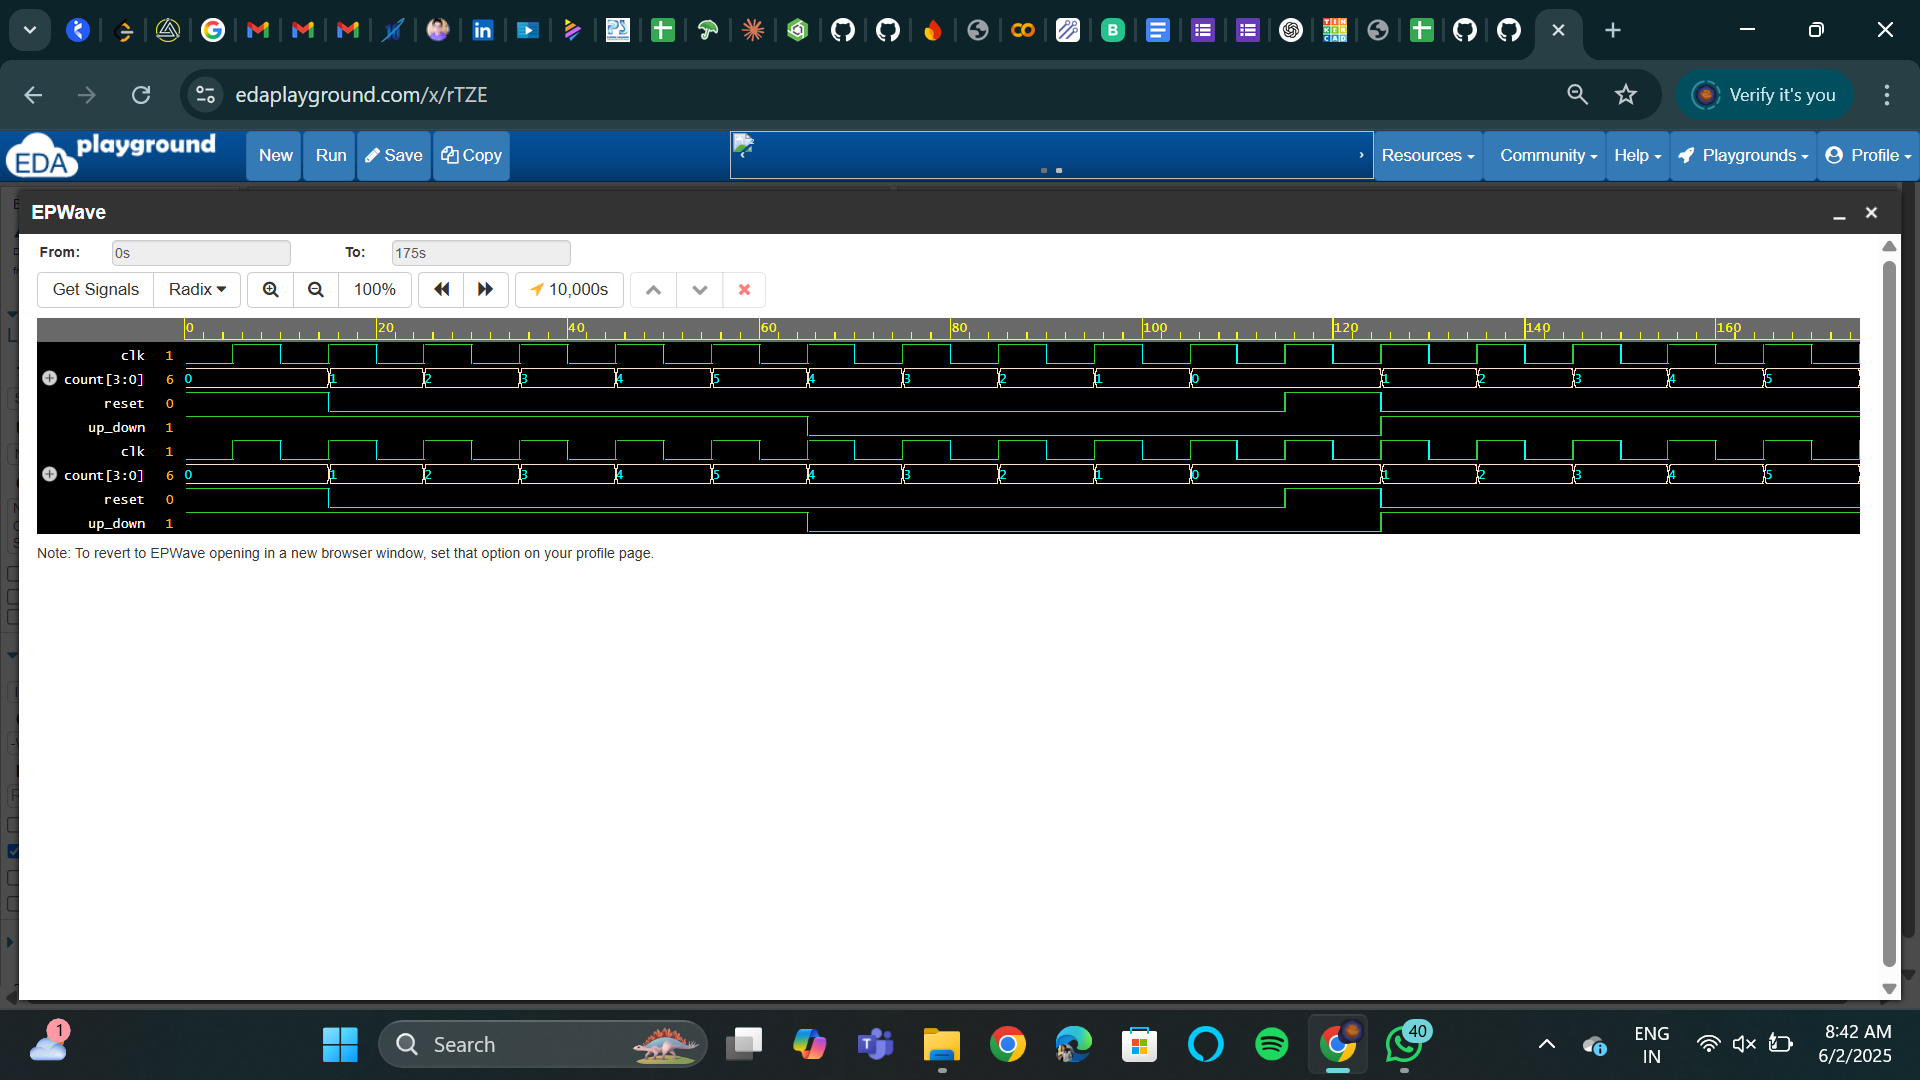 edaplayground.com/x/rTZE
Verify it's you
EDA playground
New Run Save Copy
Resources Community Help Playgrounds Profile
EPWave
From: 0s To: 175s
Get Signals Radix 100% 10,000s
0 20 40 60 80 100 120 140 160
clk 1
count[3:0] 6 0 1 2 3 4 5 4 3 2 1 0 1 2 3 4 5
reset 0
up_down 1
clk 1
count[3:0] 6 0 1 2 3 4 5 4 3 2 1 0 1 2 3 4 5
reset 0
up_down 1
Note: To revert to EPWave opening in a new browser window, set that option on your profile page.
1
Search
40
ENG
IN
8:42 AM
6/2/2025